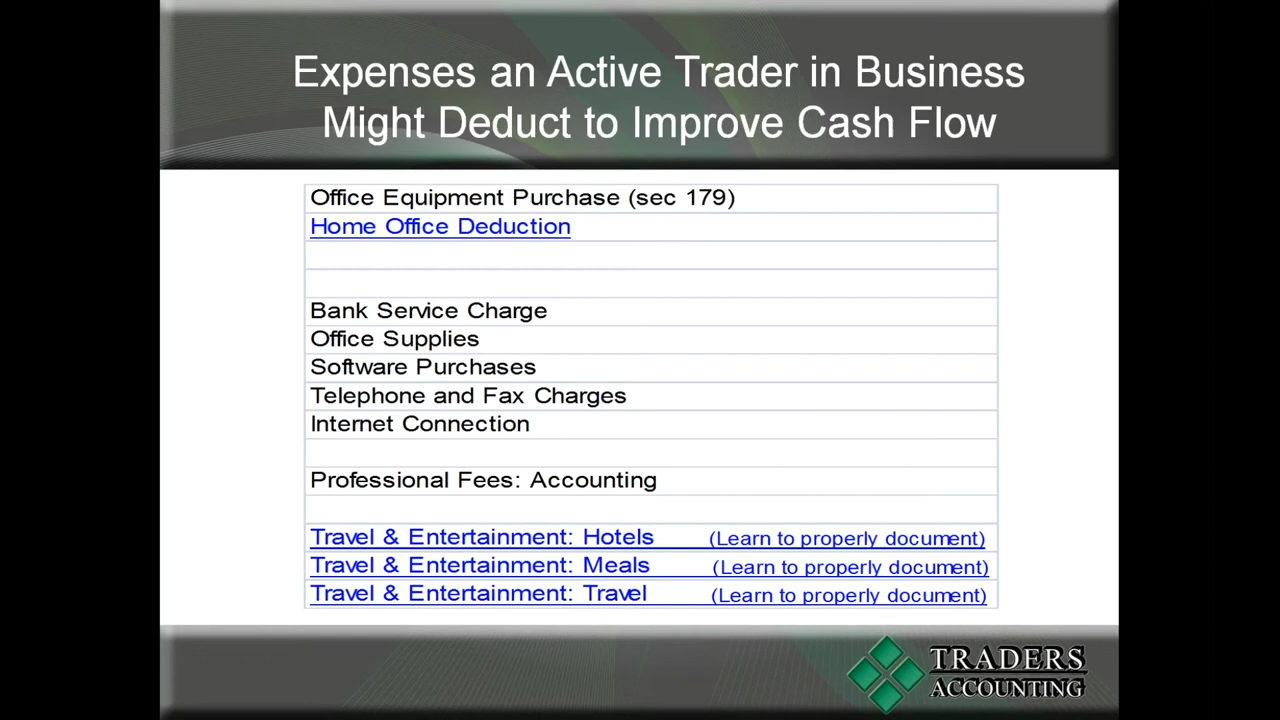 Expenses an Active Trader in Business
Might Deduct to Improve Cash Flow
Office Equipment Purchase (sec 179)
Home Office Deduction
Bank Service Charge
Office Supplies
Software Purchases
Telephone and Fax Charges
Internet Connection
Professional Fees: Accounting
Travel & Entertainment: Hotels (Learn to properly document)
Travel & Entertainment: Meals (Learn to properly document)
Travel & Entertainment: Travel (Learn to properly document)
TRADERS
ACCOUNTING